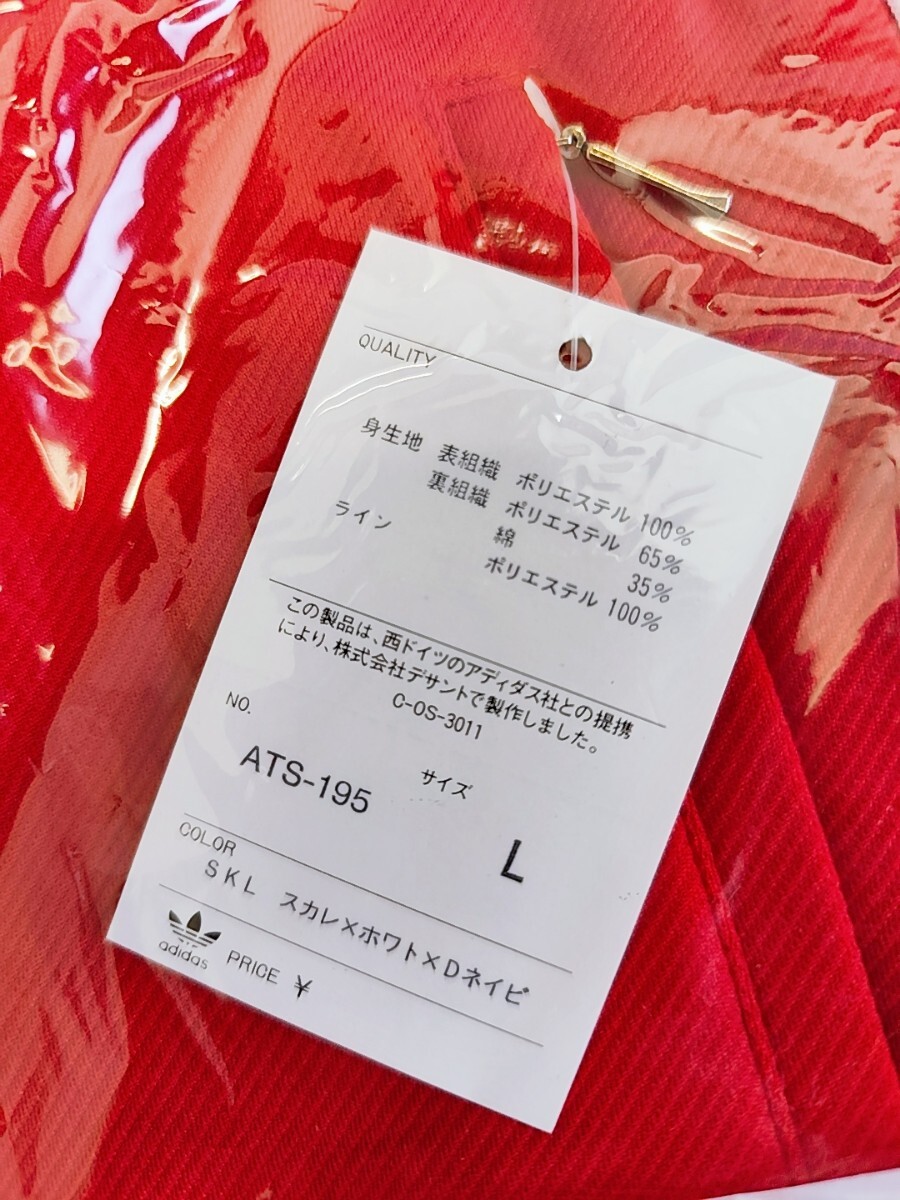 QUALITY
身生地 表組織 ポリエステル 100%
裏組織 ポリエステル 65%
綿 35%
ライン ポリエステル 100%
この製品は、西ドイツのアディダス社との提携
により、株式会社デサントで製作しました。
C-OS-3011
NO. ATS-195 サイズ L
COLOR
SKL スカレ×ホワト×Dネイビ
adidas PRICE ¥